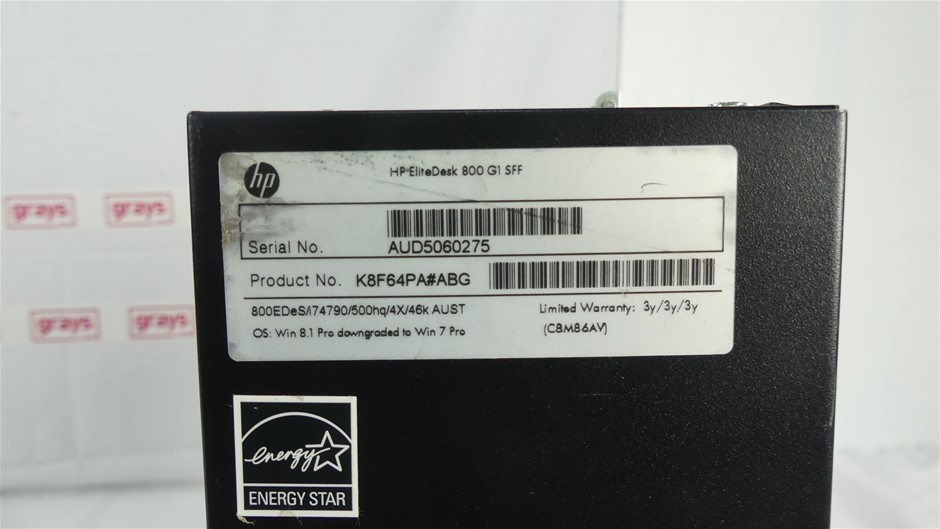 hp
HP EliteDesk 800 G1 SFF
Serial No. AUD5060275
Product No. K8F64PA#ABG
800EDeS/i74790/500hq/4X/46k AUST
Limited Warranty: 3y/3y/3y
OS: Win 8.1 Pro downgraded to Win 7 Pro
(C8M86AV)
energy
ENERGY STAR
grays grays
grays grays